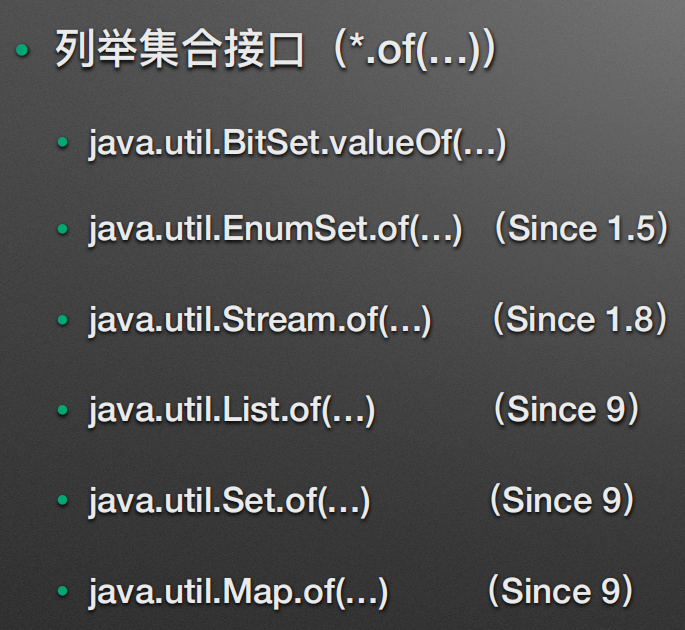 列举集合接口（*.of(…)）
java.util.BitSet.valueOf(…)
java.util.EnumSet.of(…) （Since 1.5）
java.util.Stream.of(…) （Since 1.8）
java.util.List.of(…) （Since 9）
java.util.Set.of(…) （Since 9）
java.util.Map.of(…) （Since 9）